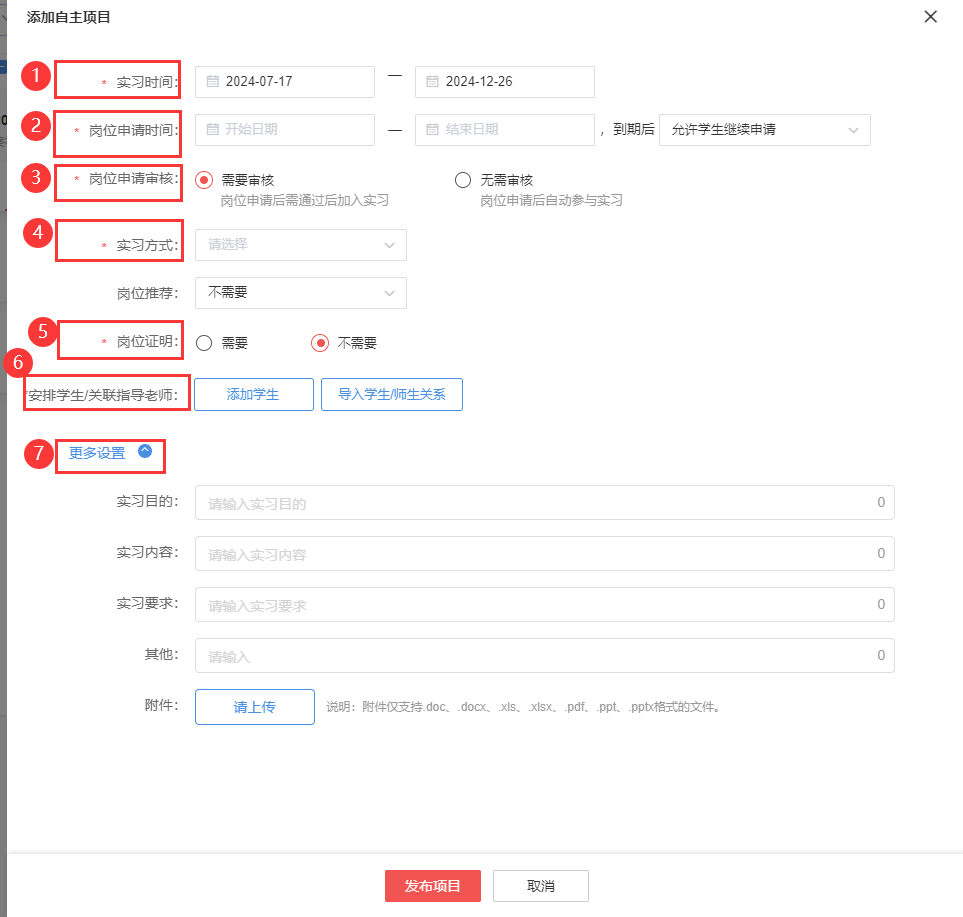 添加自主项目
1 * 实习时间: 2024-07-17 — 2024-12-26
2 * 岗位申请时间: 开始日期 — 结束日期 ，到期后 允许学生继续申请
3 * 岗位申请审核: 需要审核 无需审核
岗位申请后需通过后加入实习 岗位申请后自动参与实习
4 * 实习方式: 请选择
岗位推荐: 不需要
5 * 岗位证明: 需要 不需要
6 *安排学生/关联指导老师: 添加学生 导入学生/师生关系
7 更多设置
实习目的: 请输入实习目的 0
实习内容: 请输入实习内容 0
实习要求: 请输入实习要求 0
其他: 请输入 0
附件: 请上传 说明：附件仅支持.doc、.docx、.xls、.xlsx、.pdf、.ppt、.pptx格式的文件。
发布项目 取消